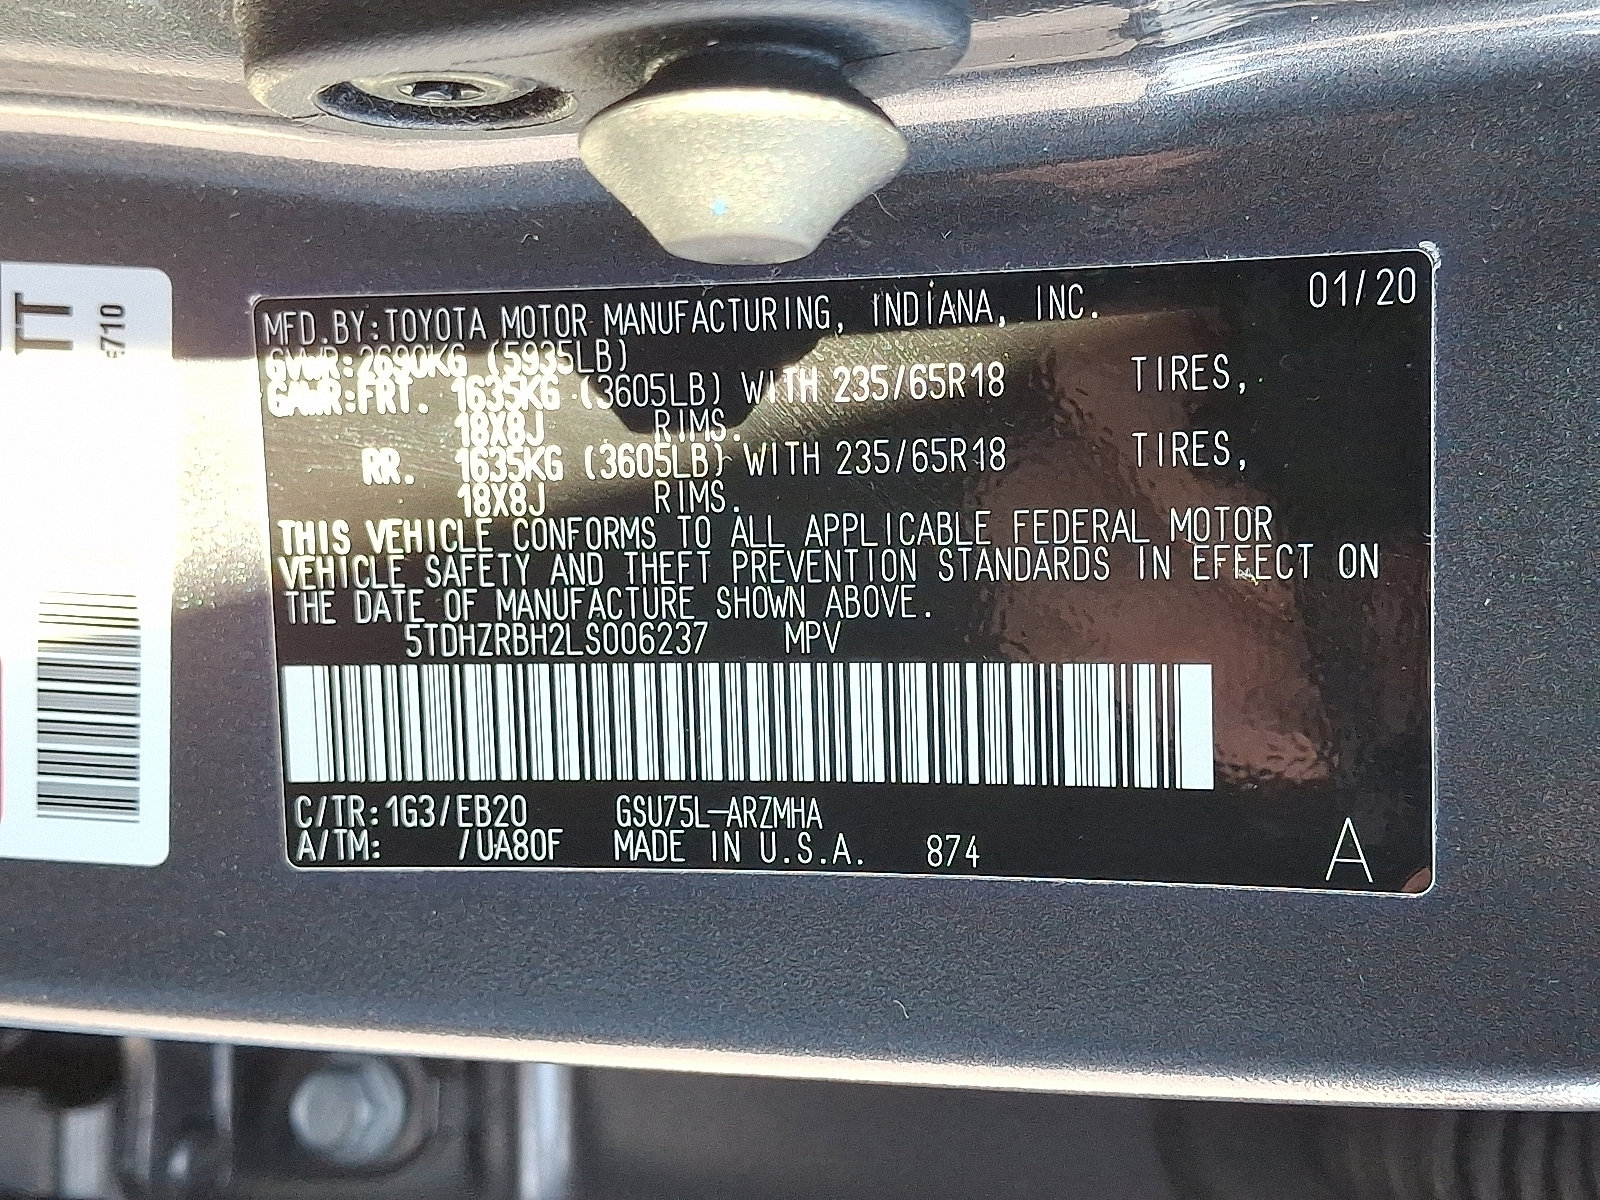 MFD.BY:TOYOTA MOTOR MANUFACTURING, INDIANA, INC. 01/20
GVWR:2690KG (5935LB)
GAWR:FRT. 1635KG (3605LB) WITH 235/65R18 TIRES,
18X8J RIMS.
RR. 1635KG (3605LB) WITH 235/65R18 TIRES,
18X8J RIMS.
THIS VEHICLE CONFORMS TO ALL APPLICABLE FEDERAL MOTOR
VEHICLE SAFETY AND THEFT PREVENTION STANDARDS IN EFFECT ON
THE DATE OF MANUFACTURE SHOWN ABOVE.
5TDHZRBH2LS006237 MPV
C/TR:1G3/EB20 GSU75L-ARZMHA
A/TM: /UA80F MADE IN U.S.A. 874 A
TT